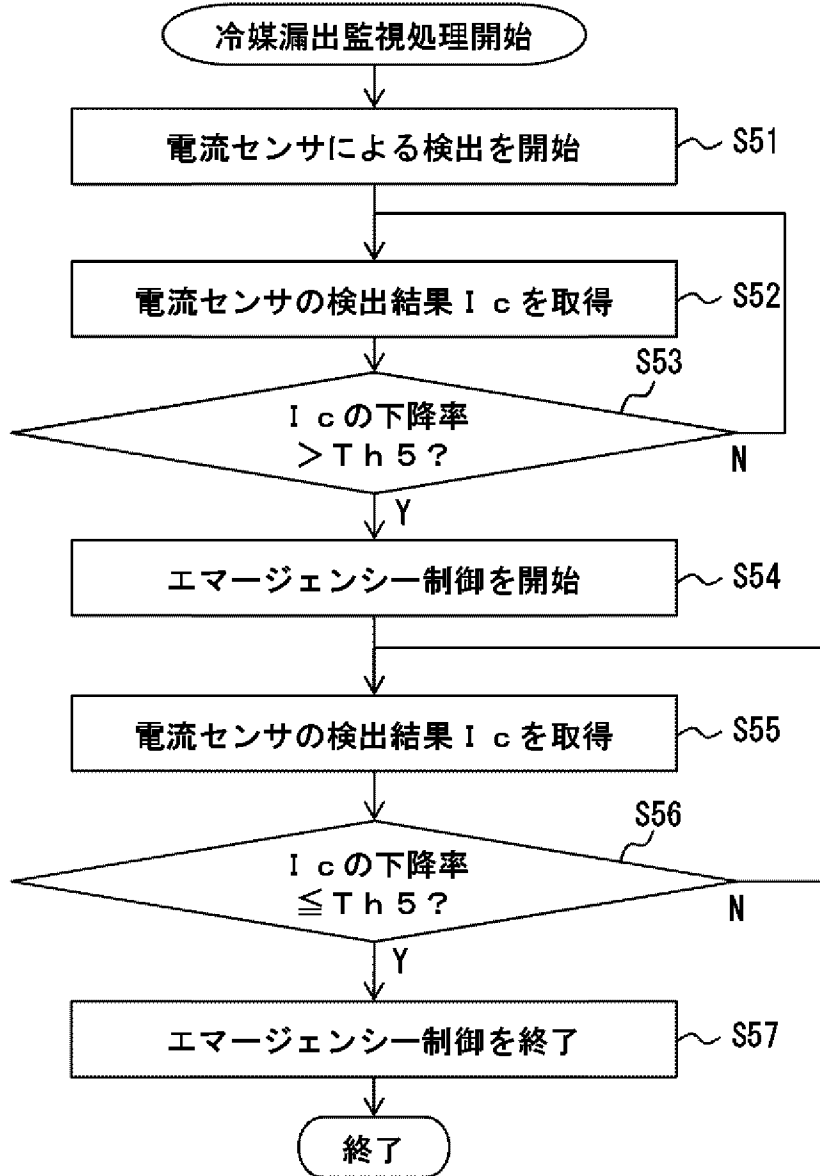 冷媒漏出監視処理開始
電流センサによる検出を開始
S51
電流センサの検出結果Ｉｃを取得
S52
S53
Ｉｃの下降率
＞Ｔｈ５？
N
Y
エマージェンシー制御を開始
S54
電流センサの検出結果Ｉｃを取得
S55
S56
Ｉｃの下降率
≦Ｔｈ５？
N
Y
エマージェンシー制御を終了
S57
終了